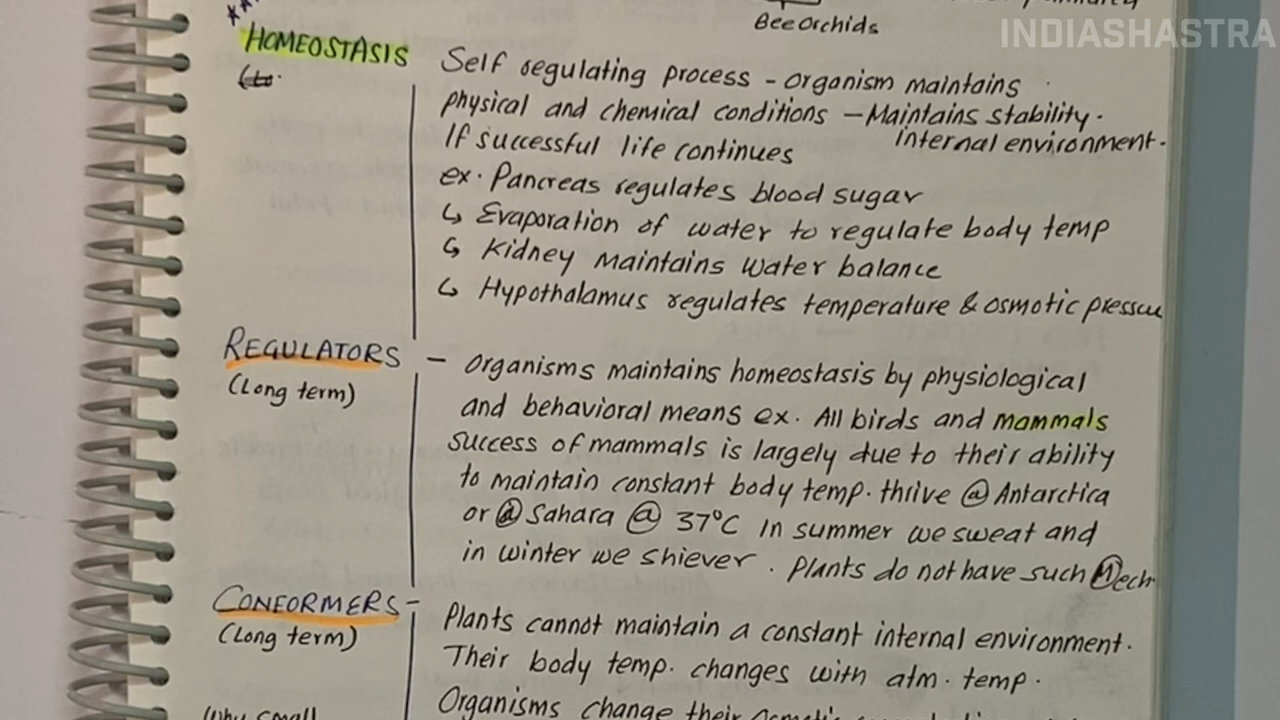 BeeOrchids
INDIASHASTRA
HOMEOSTASIS
Self regulating process - organism maintains
physical and chemical conditions - Maintains stability.
internal environment.
If successful life continues
ex. Pancreas regulates blood sugar
↳ Evaporation of water to regulate body temp
↳ Kidney maintains water balance
↳ Hypothalamus regulates temperature & osmotic pressu
REGULATORS -
(Long term)
Organisms maintains homeostasis by physiological
and behavioral means ex. All birds and mammals
success of mammals is largely due to their ability
to maintain constant body temp. thrive @ Antarctica
or @ Sahara @ 37°C In summer we sweat and
in winter we shiever. Plants do not have such Mech
CONFORMERS -
(Long term)
Plants cannot maintain a constant internal environment.
Their body temp. changes with atm. temp.
Why small
Organisms change their osmotic